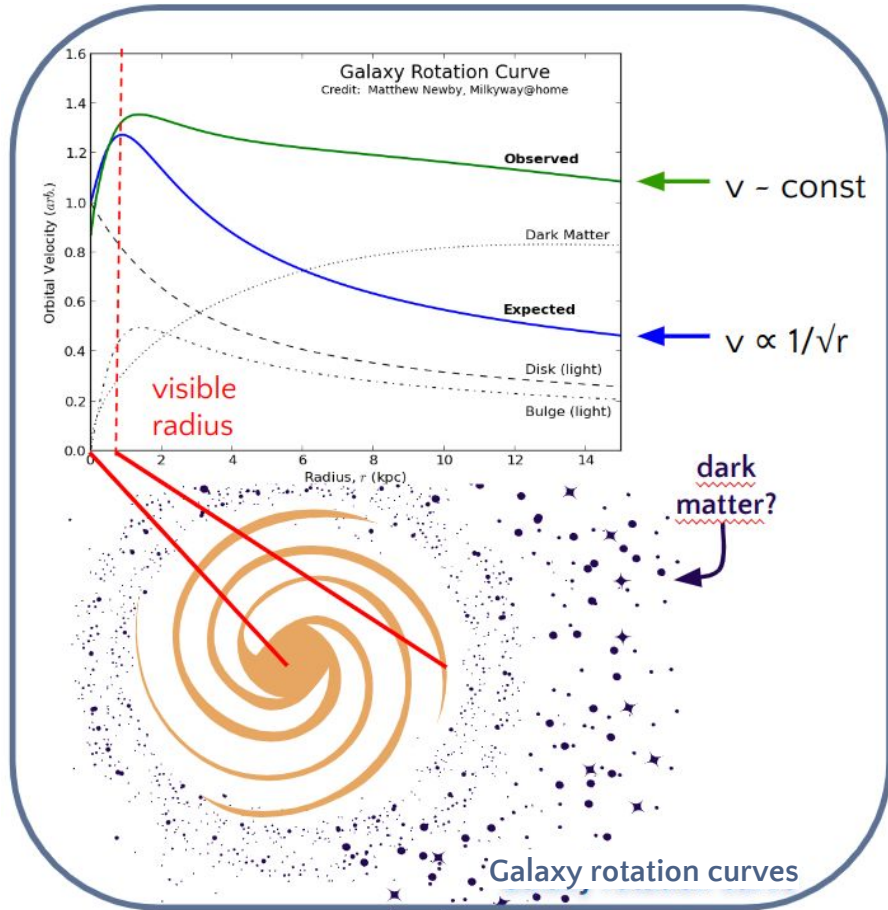 1.6
1.4
1.2
1.0
0.8
0.6
0.4
0.2
0.0
Orbital Velocity (arb.)
Galaxy Rotation Curve
Credit: Matthew Newby, Milkyway@home
Observed
Dark Matter
Expected
Disk (light)
Bulge (light)
visible
radius
0 2 4 6 8 10 12 14
Radius, r (kpc)
v ~ const
v ∝ 1/√r
dark
matter?
Galaxy rotation curves